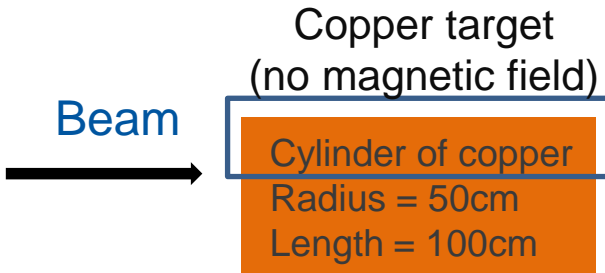 Copper target
(no magnetic field)
Beam
Cylinder of copper
Radius = 50cm
Length = 100cm